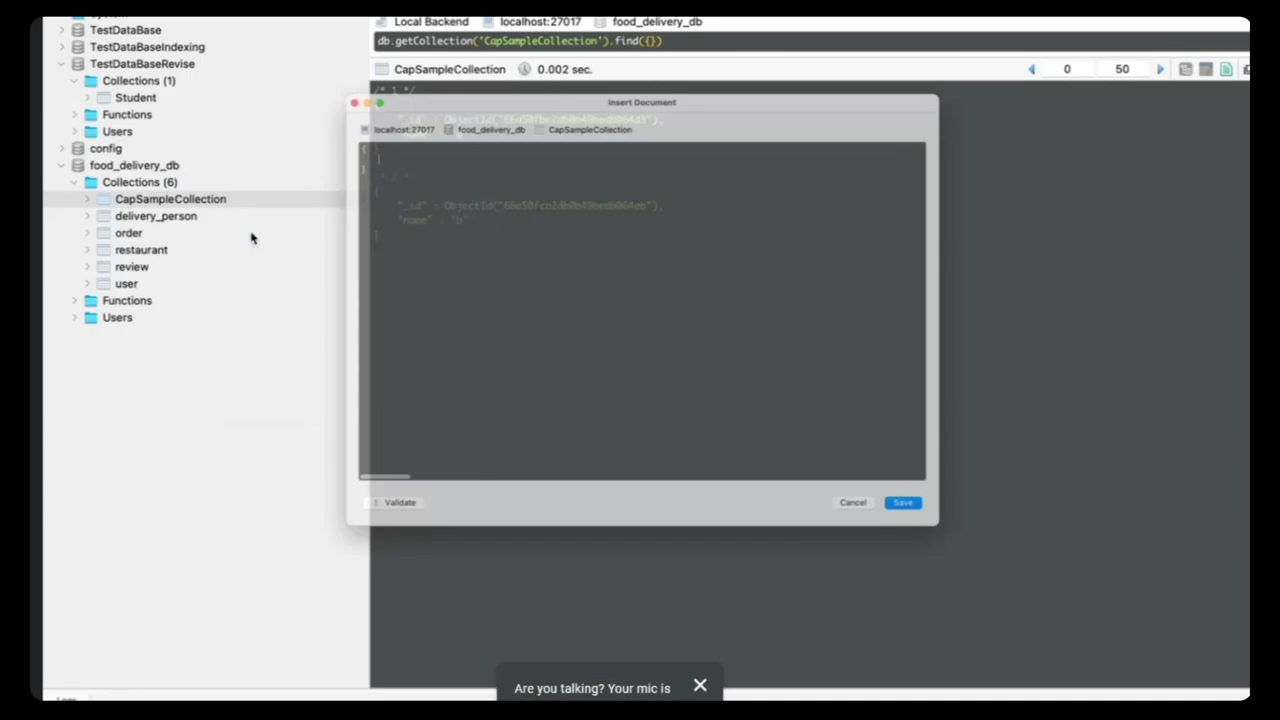 TestDataBase
TestDataBaseIndexing
TestDataBaseRevise
Collections (1)
Student
Functions
Users
config
food_delivery_db
Collections (6)
CapSampleCollection
delivery_person
order
restaurant
review
user
Functions
Users
Local Backend localhost:27017 food_delivery_db
db.getCollection('CapSampleCollection').find({})
CapSampleCollection 0.002 sec. 0 50
/* 1 */
Insert Document
localhost:27017 food_delivery_db CapSampleCollection
{
}
"name" : "b"
Validate Cancel Save
Are you talking? Your mic is